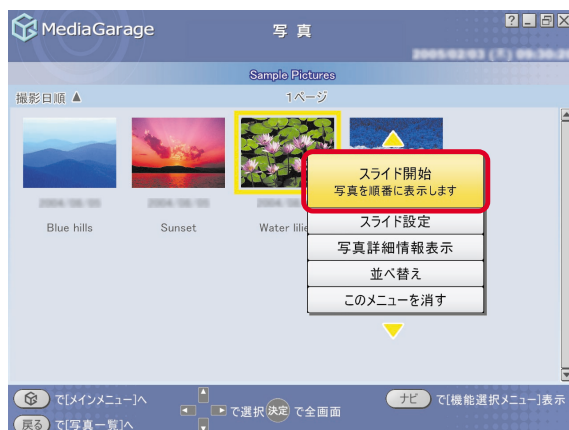 MediaGarage
写真
Sample Pictures
撮影日順 ▲
1ページ
Blue hills
Sunset
Water lilie
スライド開始
写真を順番に表示します
スライド設定
写真詳細情報表示
並べ替え
このメニューを消す
で[メインメニュー]へ
で選択 決定 で全画面
ナビ で[機能選択メニュー]表示
戻る で[写真一覧]へ